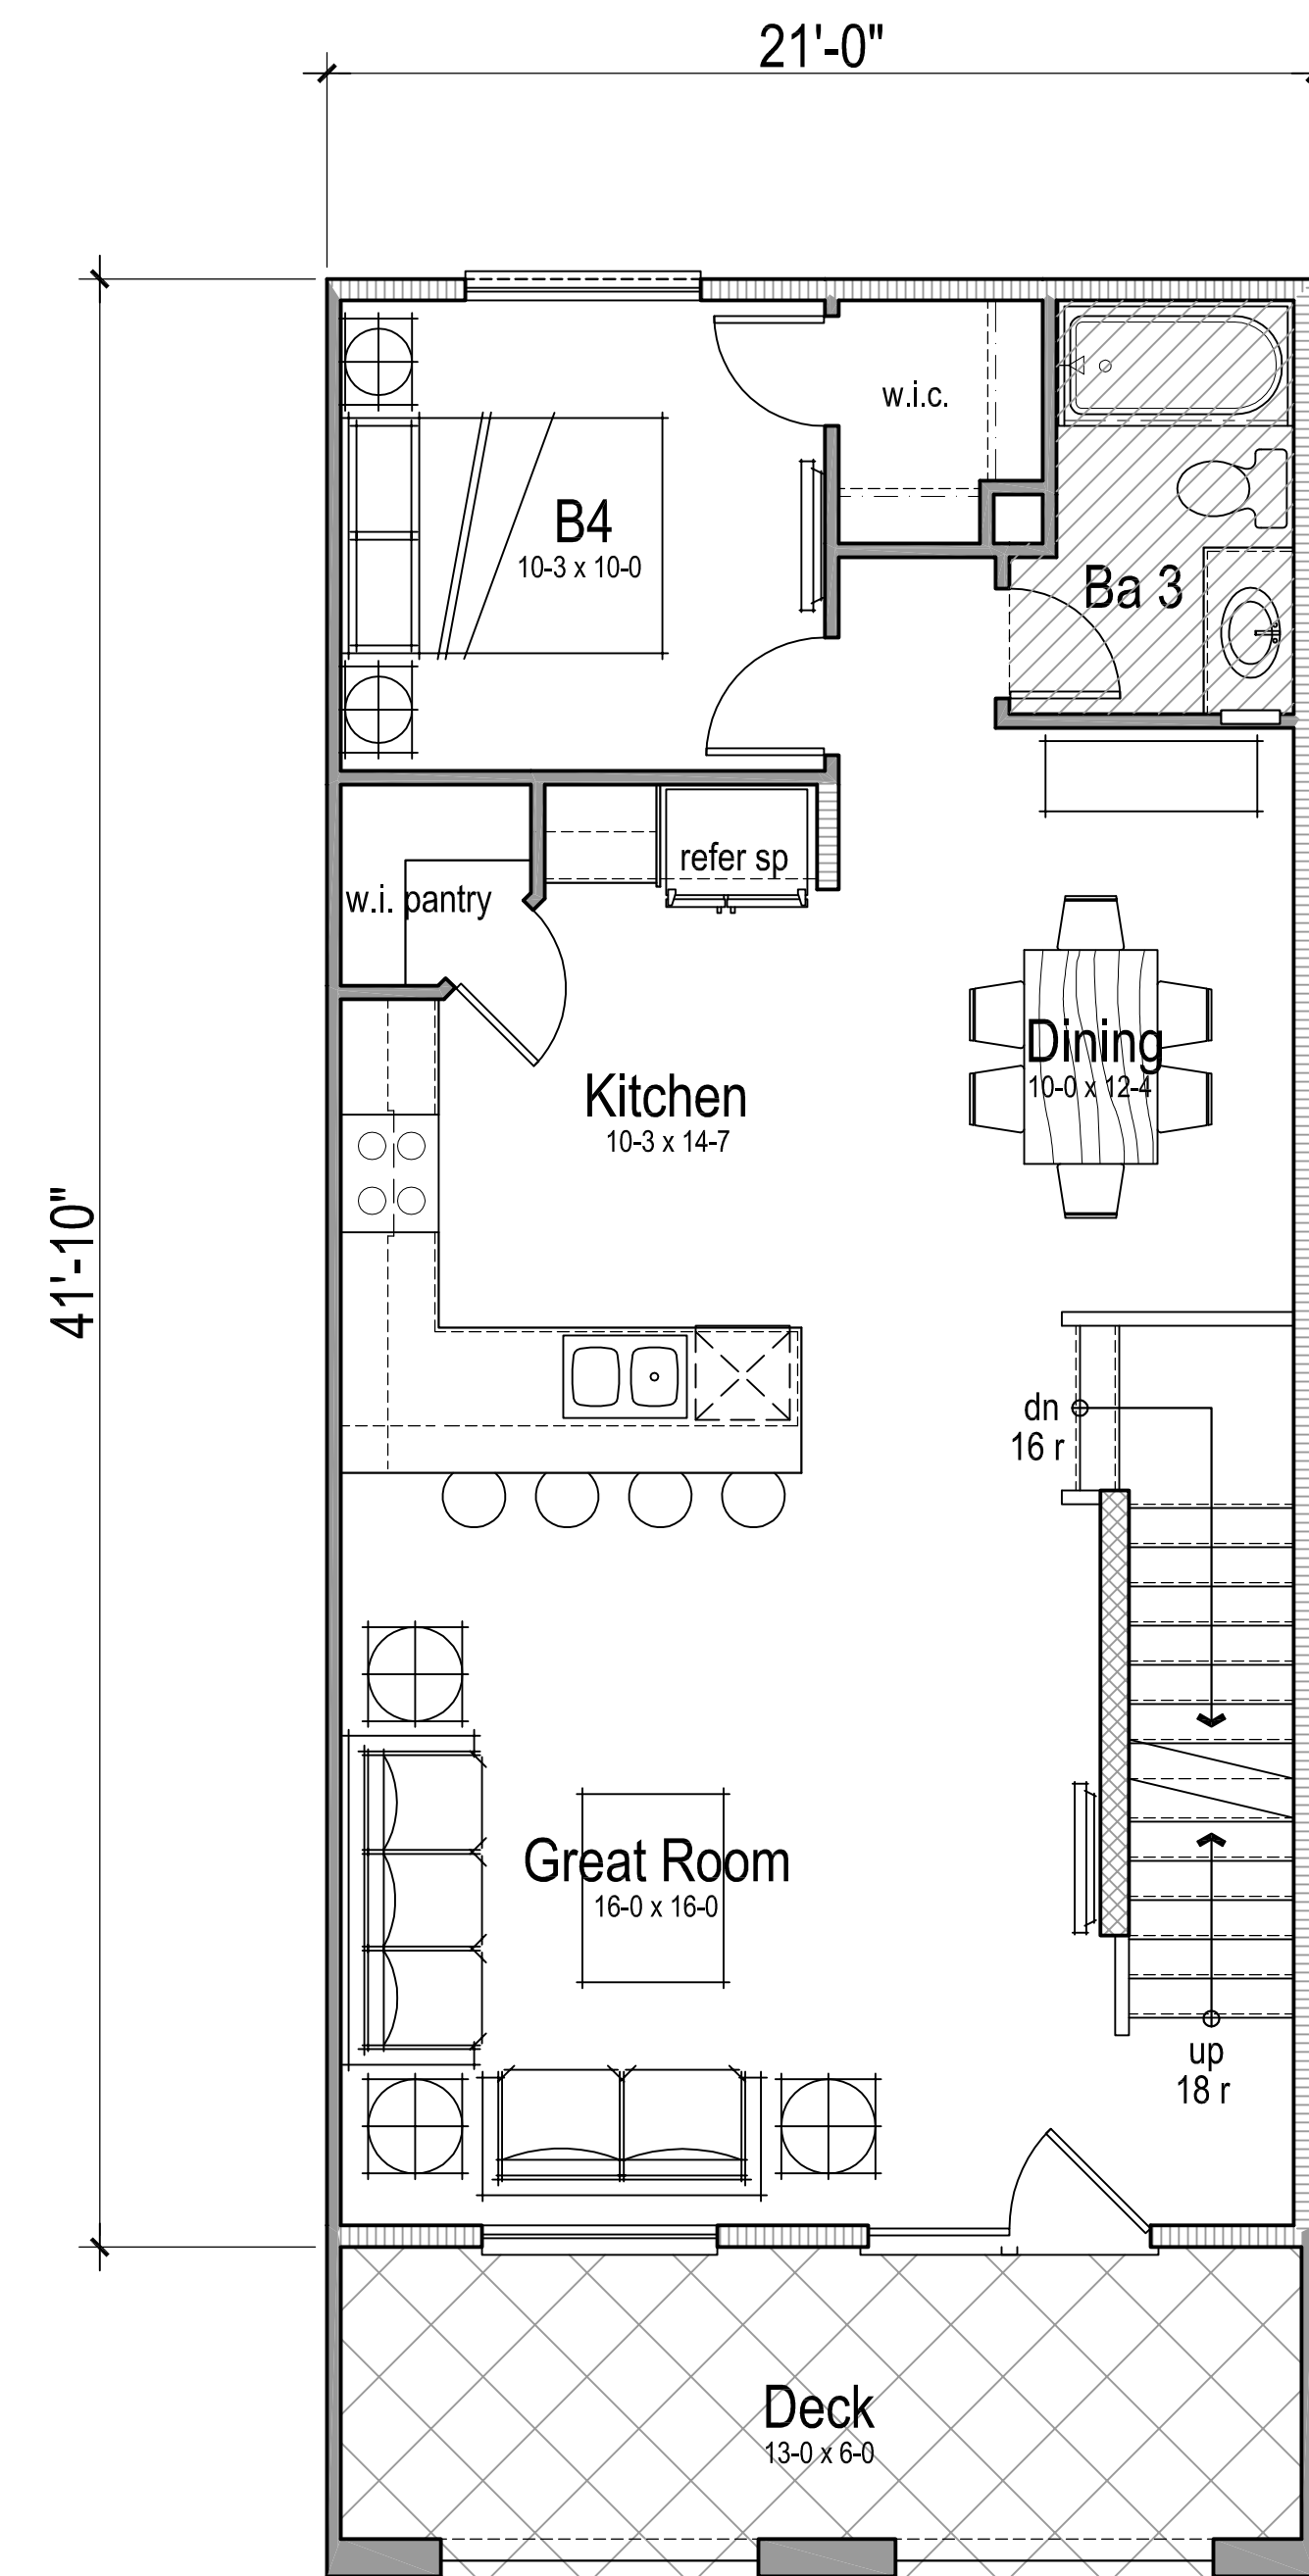 21'-0"
41'-10"
w.i.c.
B4
10-3 x 10-0
Ba 3
refer sp
w.i. pantry
Dining
10-0 x 12-4
Kitchen
10-3 x 14-7
dn
16 r
Great Room
16-0 x 16-0
up
18 r
Deck
13-0 x 6-0